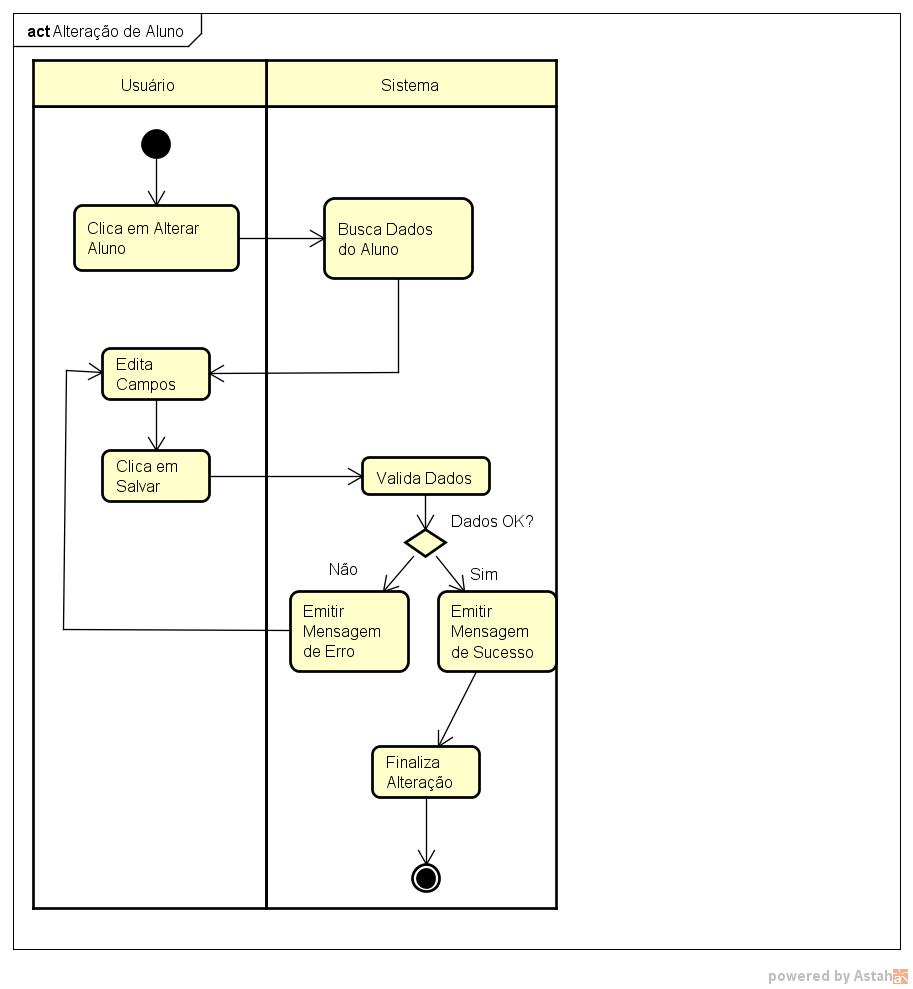 act Alteração de Aluno
Usuário
Sistema
Clica em Alterar
Aluno
Busca Dados
do Aluno
Edita
Campos
Clica em
Salvar
Valida Dados
Dados OK?
Não
Sim
Emitir
Mensagem
de Erro
Emitir
Mensagem
de Sucesso
Finaliza
Alteração
powered by Astah